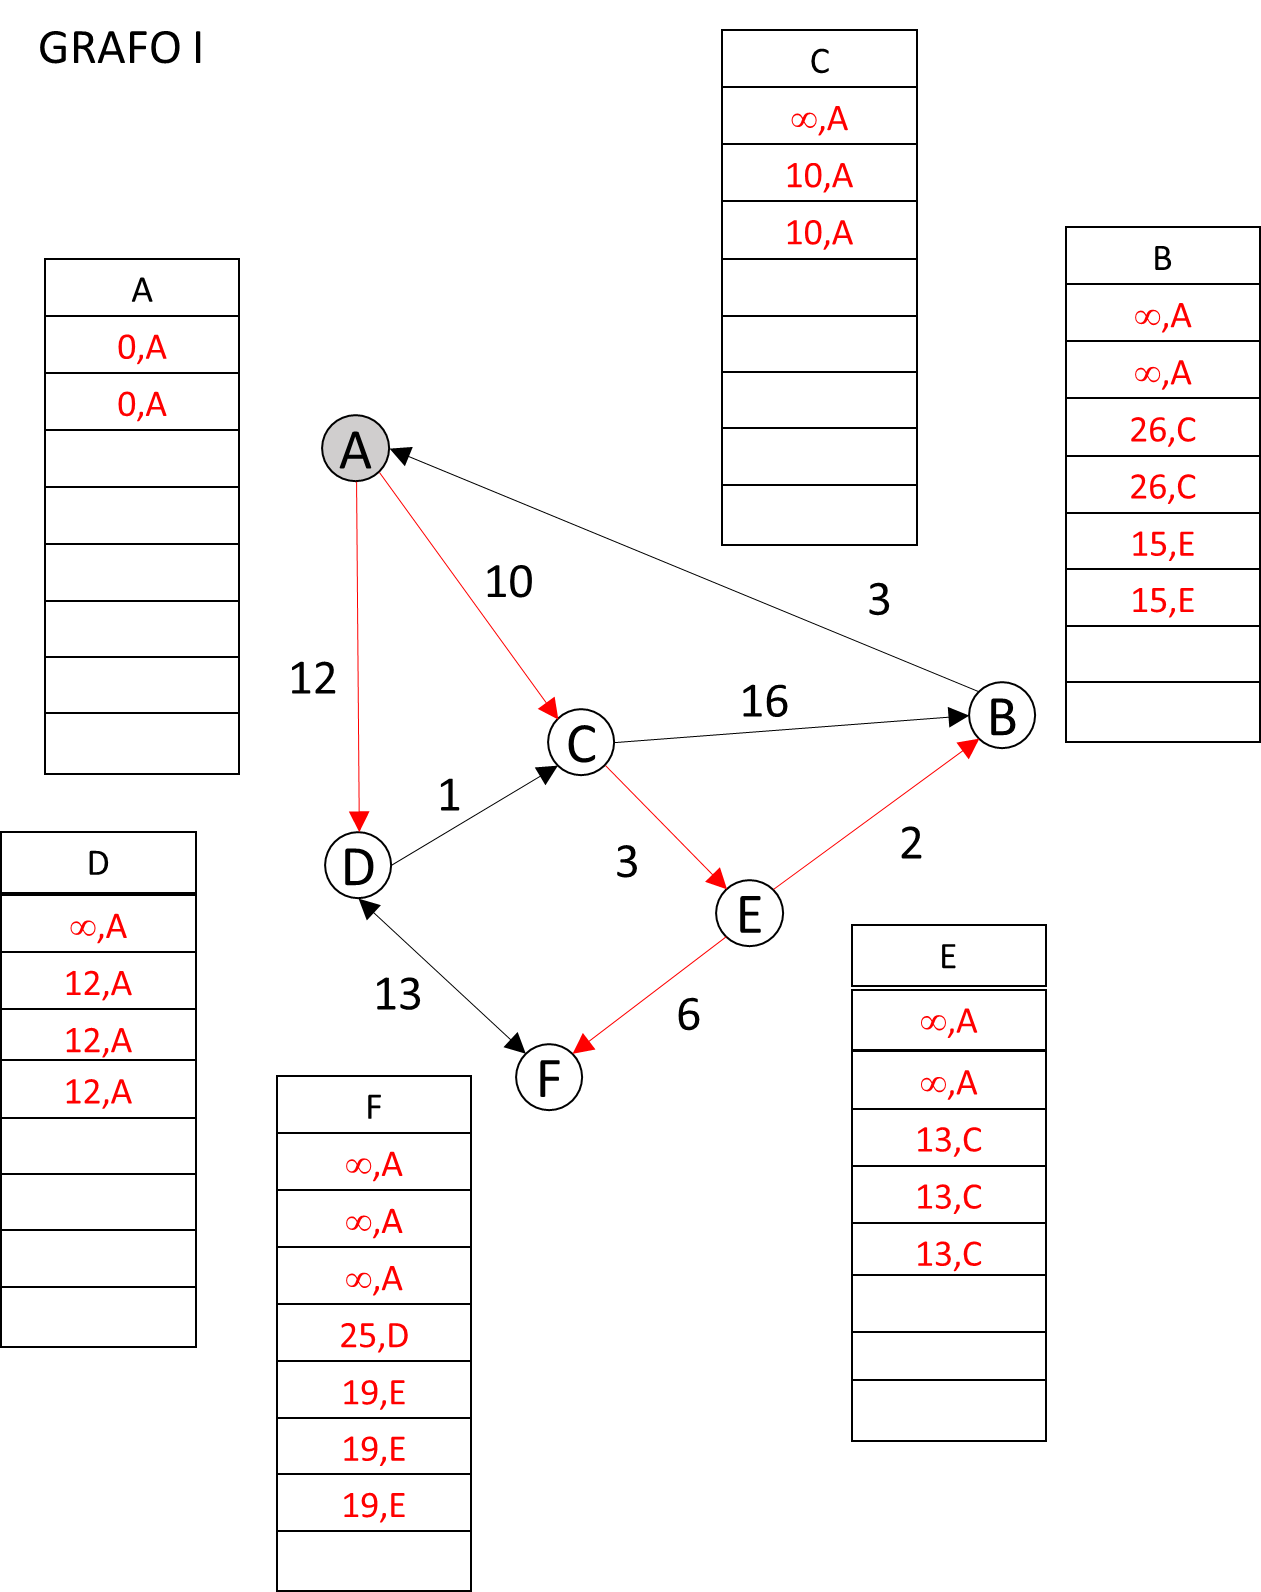 GRAFO I
C
∞,A
10,A
10,A
B
∞,A
∞,A
26,C
26,C
15,E
15,E
A
0,A
0,A
A
10
3
12
16
B
C
1
D
3
2
E
13
6
F
D
∞,A
12,A
12,A
12,A
E
∞,A
∞,A
13,C
13,C
13,C
F
∞,A
∞,A
∞,A
25,D
19,E
19,E
19,E